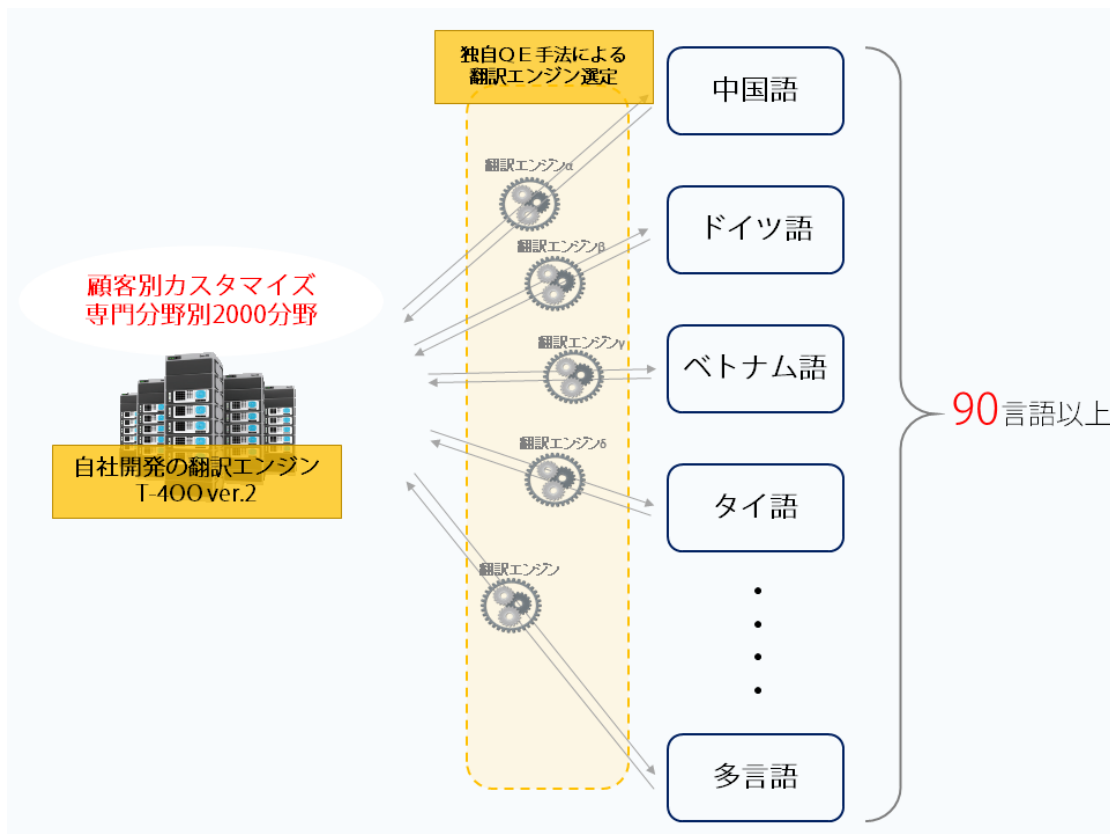 独自QE手法による
翻訳エンジン選定
中国語
翻訳エンジンα
ドイツ語
翻訳エンジンβ
顧客別カスタマイズ
専門分野別2000分野
翻訳エンジンγ
ベトナム語
90言語以上
翻訳エンジンδ
自社開発の翻訳エンジン
T-400 ver.2
タイ語
翻訳エンジン
多言語